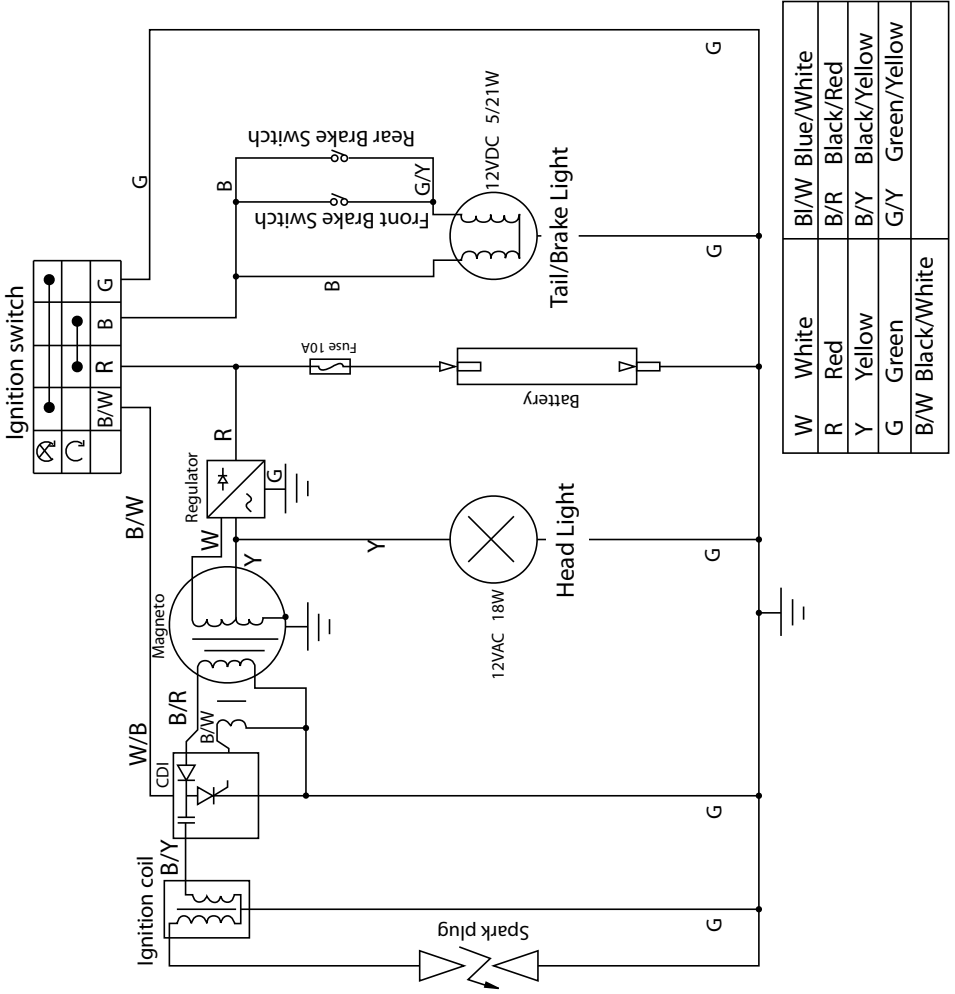 Ignition switch
B/W R B G
G
B/W
W/B
Regulator
R
W
Y
G
Magneto
B/R
B/W
CDI
B/Y
Ignition coil
Spark plug
Fuse 10A
Battery
B
B
Rear Brake Switch
Front Brake Switch
G/Y
12VDC 5/21W
Tail/Brake Light
Y
12VAC 18W
Head Light
G
G
G
G
G
W White Bl/W Blue/White
R Red B/R Black/Red
Y Yellow B/Y Black/Yellow
G Green G/Y Green/Yellow
B/W Black/White